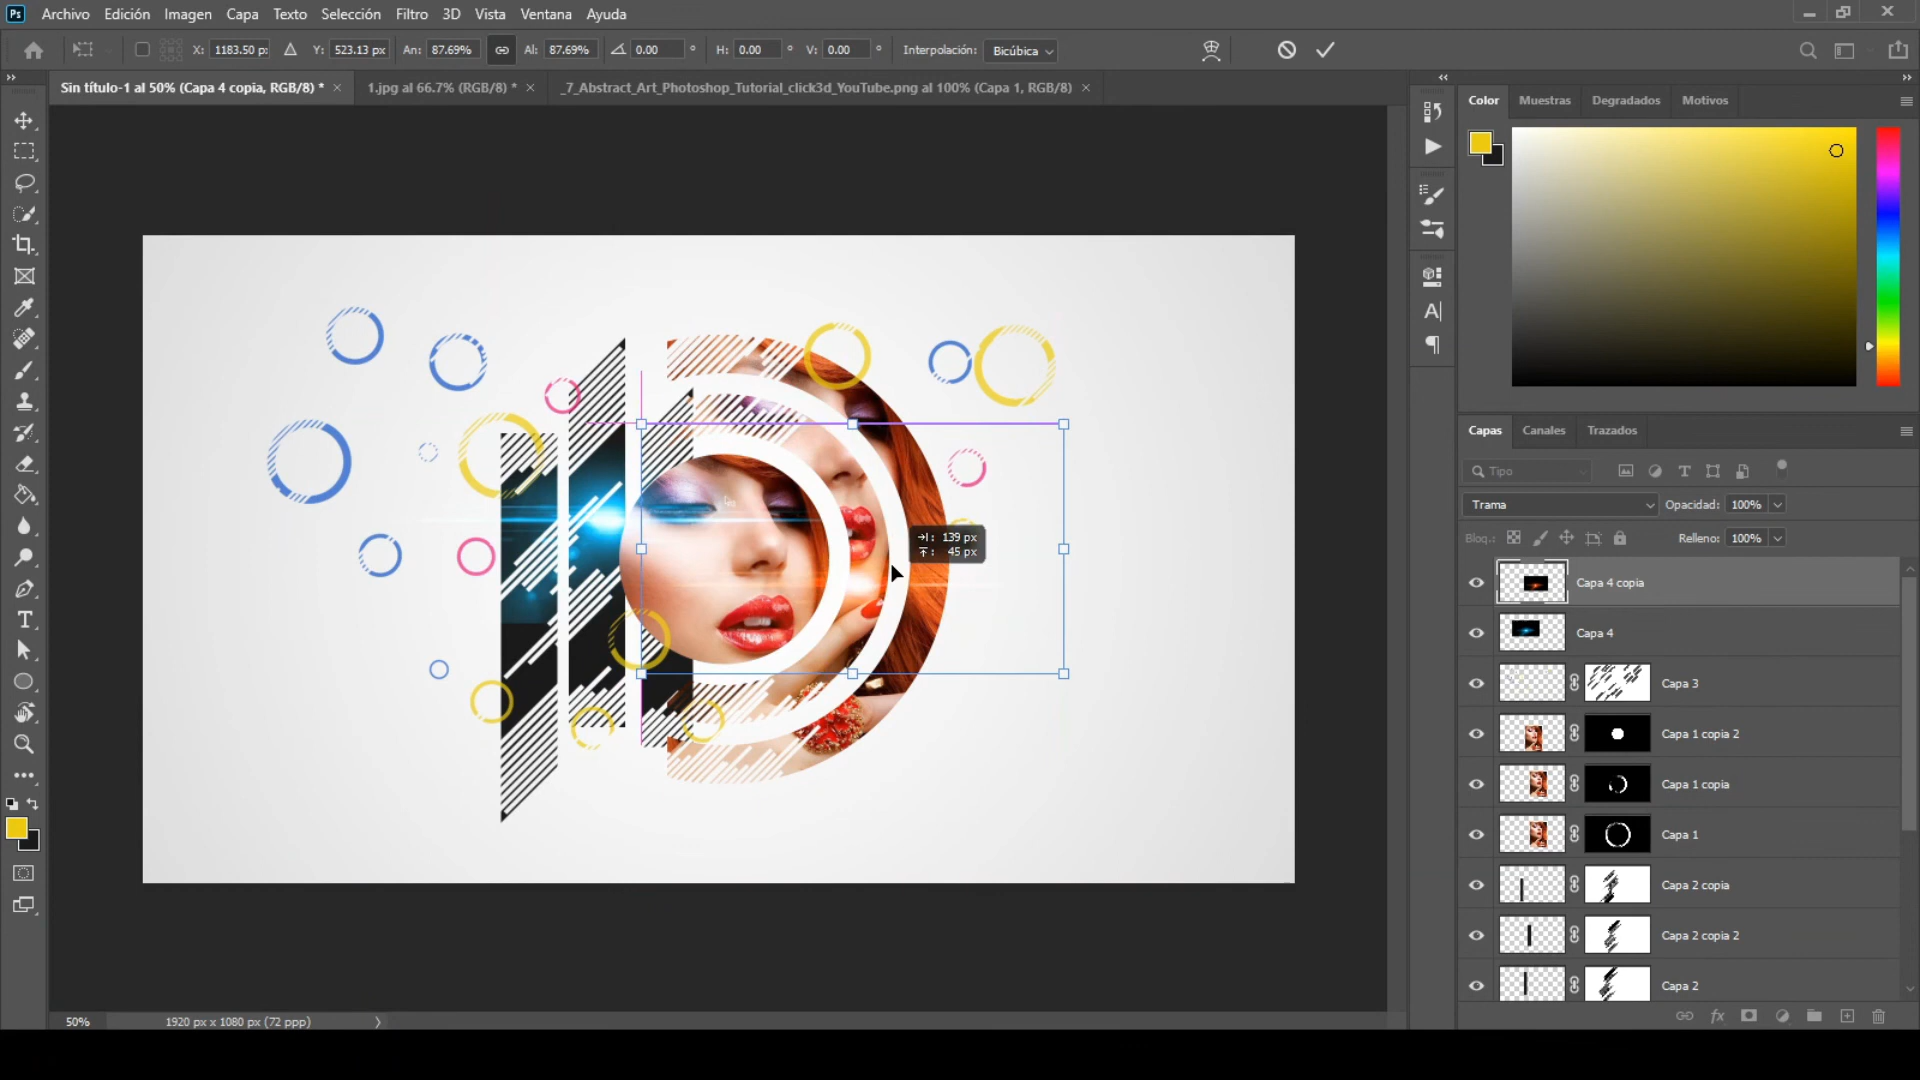 Ps Archivo Edición Imagen Capa Texto Selección Filtro 3D Vista Ventana Ayuda
X: 1183.50 p Y: 523.13 px An: 87.69% Al: 87.69% 0.00 ° H: 0.00 ° V: 0.00 ° Interpolación: Bicúbica
Sin título-1 al 50% (Capa 4 copia, RGB/8) * × 1.jpg al 66.7% (RGB/8) * × _7_Abstract_Art_Photoshop_Tutorial_click3d_YouTube.png al 100% (Capa 1, RGB/8) ×
Color Muestras Degradados Motivos
Capas Canales Trazados
Tipo
Trama Opacidad: 100%
Bloq.: Relleno: 100%
: 139 px
: 45 px
Capa 4 copia
Capa 4
Capa 3
Capa 1 copia 2
Capa 1 copia
Capa 1
Capa 2 copia
Capa 2 copia 2
Capa 2
fx
50% 1920 px x 1080 px (72 ppp)